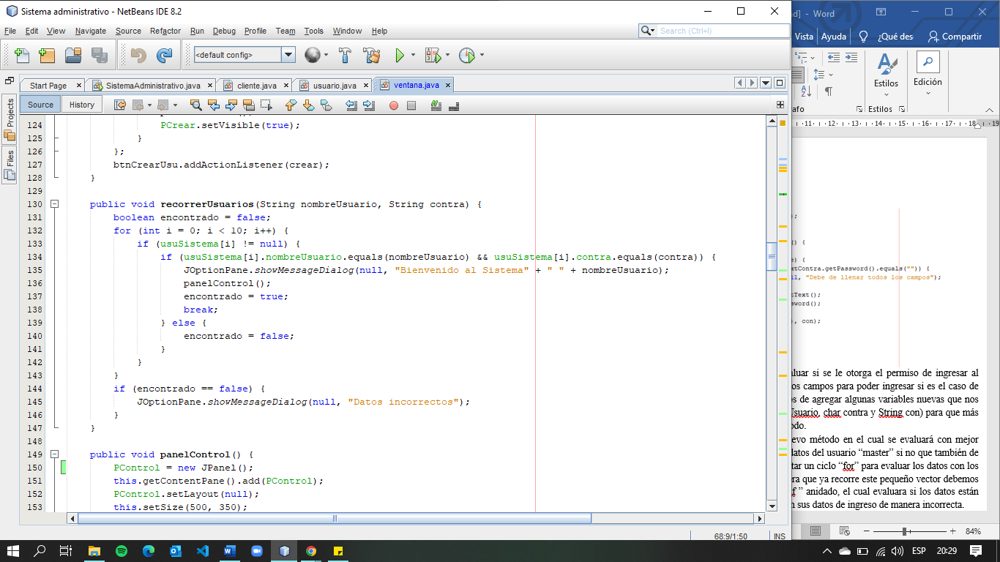 Sistema administrativo - NetBeans IDE 8.2
File Edit View Navigate Source Refactor Run Debug Profile Team Tools Window Help
Search (Ctrl+I)
<default config>
Start Page SistemaAdministrativo.java cliente.java usuario.java ventana.java
Source History
Projects
Files
124 PCrear.setVisible(true);
125 }
126 };
127 btnCrearUsu.addActionListener(crear);
128 }
129
130 public void recorrerUsuarios(String nombreUsuario, String contra) {
131 boolean encontrado = false;
132 for (int i = 0; i < 10; i++) {
133 if (usuSistema[i] != null) {
134 if (usuSistema[i].nombreUsuario.equals(nombreUsuario) && usuSistema[i].contra.equals(contra)) {
135 JOptionPane.showMessageDialog(null, "Bienvenido al Sistema" + " " + nombreUsuario);
136 panelControl();
137 encontrado = true;
138 break;
139 } else {
140 encontrado = false;
141 }
142 }
143 }
144 if (encontrado == false) {
145 JOptionPane.showMessageDialog(null, "Datos incorrectos");
146 }
147 }
148
149 public void panelControl() {
150 PControl = new JPanel();
151 this.getContentPane().add(PControl);
152 PControl.setLayout(null);
153 this.setSize(500, 350);
68:9/1:50 INS
d] - Word
Vista Ayuda ¿Qué des Compartir
Estilos Edición
afo Estilos
11 12 13 14 15 16 17 18 19
);
() {
e) {
xtContra.getPassword().equals("")) {
ll, "Debe de llenar todos los campos");
tText();
sword();
), con);
luar si se le otorga el permiso de ingresar al
os campos para poder ingresar si es el caso de
os de agregar algunas variables nuevas que nos
Usuario, char contra y String con) para que más
odo.
evo método en el cual se evaluará con mejor
datos del usuario “master” si no que también de
tar un ciclo “for” para evaluar los datos con los
era que ya recorre este pequeño vector debemos
if ” anidado, el cual evaluara si los datos están
n sus datos de ingreso de manera incorrecta.
84%
ESP 20:29